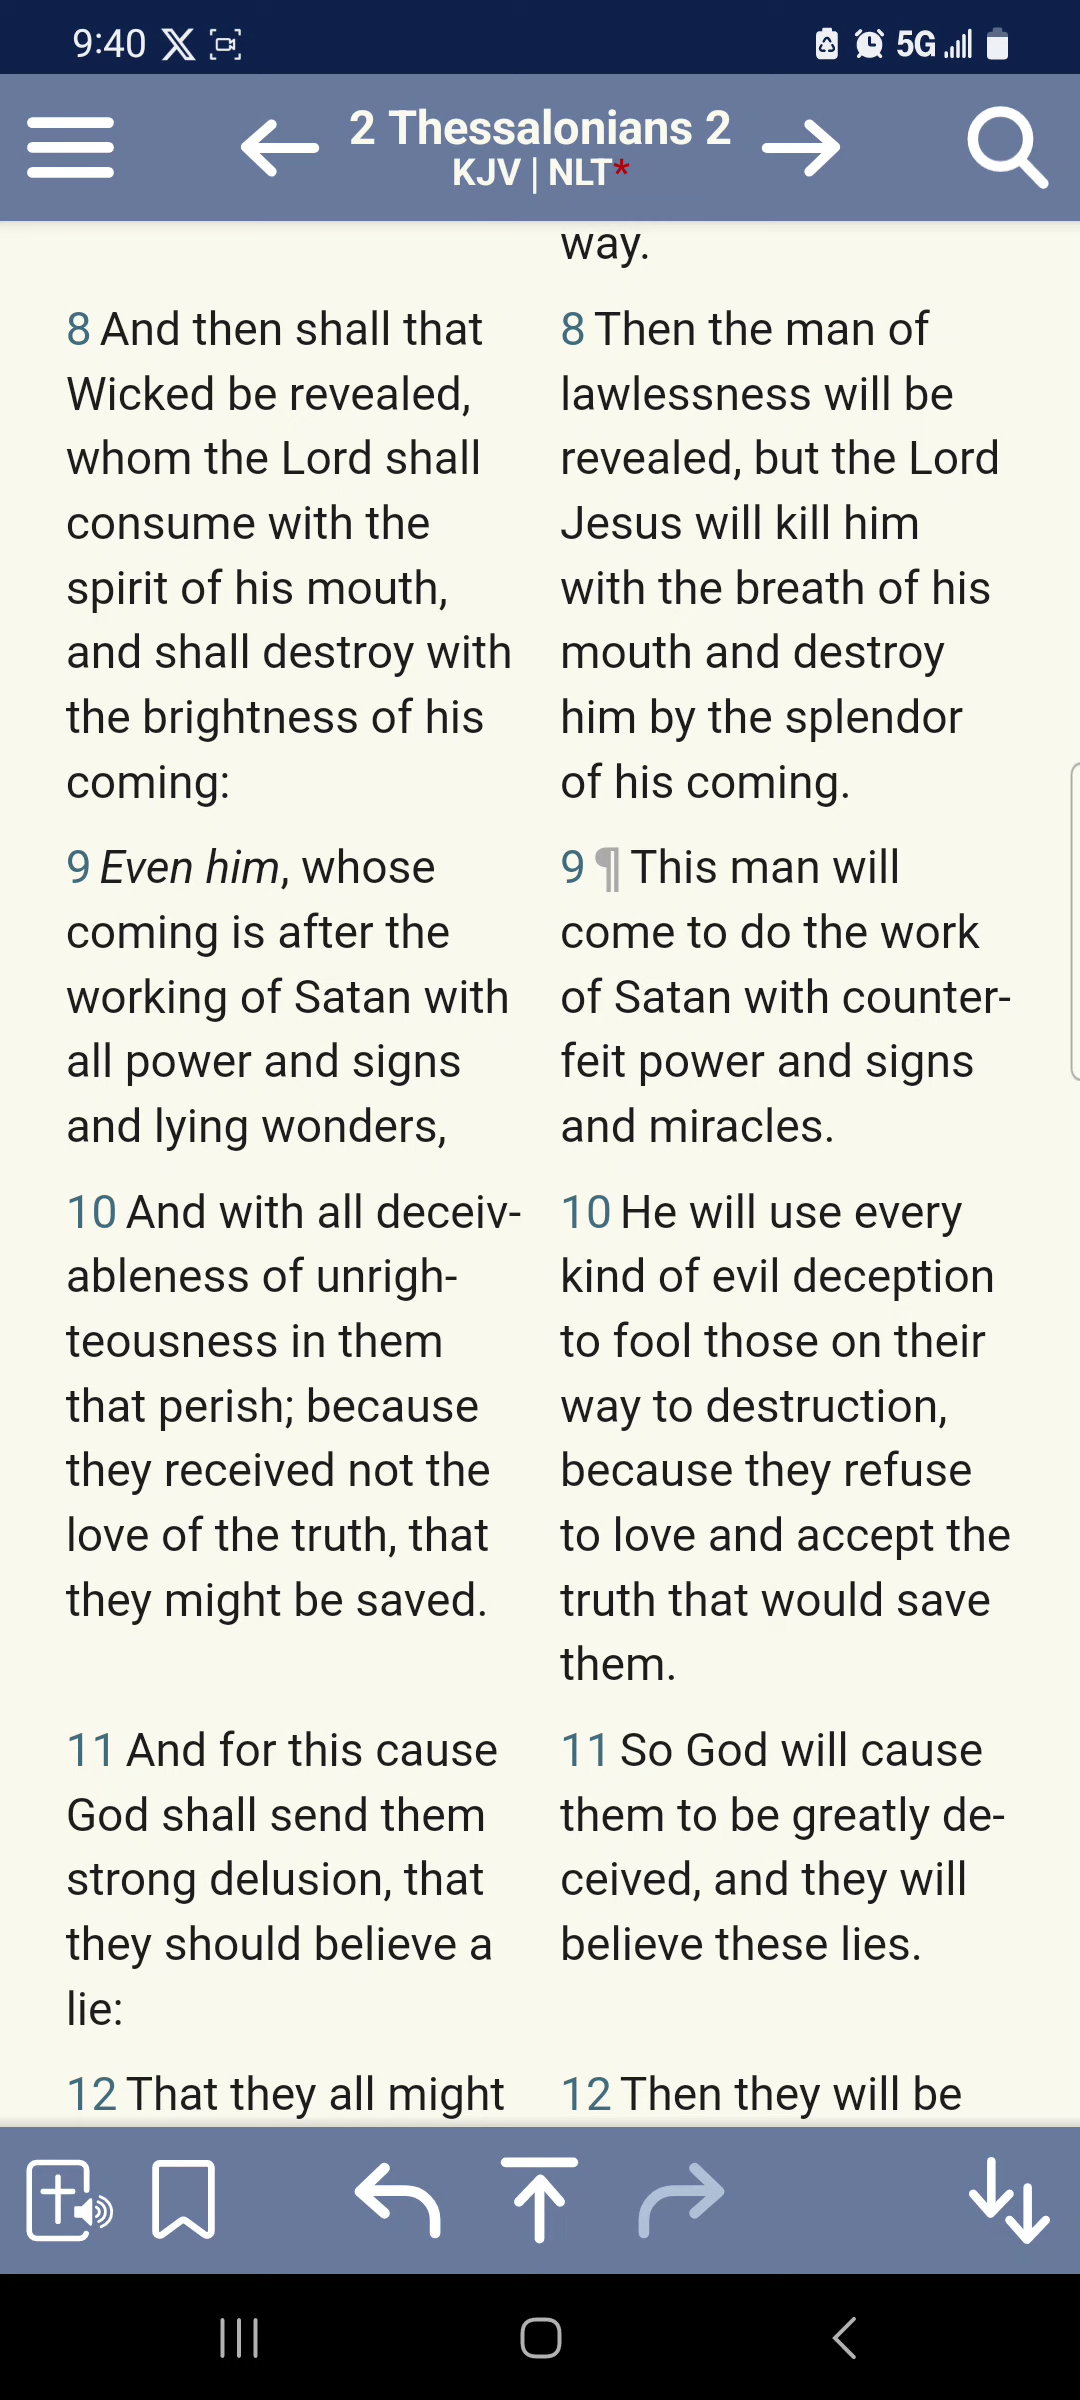 9:40
5G
2 Thessalonians 2
KJV | NLT*
way.
8 And then shall that
Wicked be revealed,
whom the Lord shall
consume with the
spirit of his mouth,
and shall destroy with
the brightness of his
coming:
8 Then the man of
lawlessness will be
revealed, but the Lord
Jesus will kill him
with the breath of his
mouth and destroy
him by the splendor
of his coming.
9 Even him, whose
coming is after the
working of Satan with
all power and signs
and lying wonders,
9 ¶ This man will
come to do the work
of Satan with counter-
feit power and signs
and miracles.
10 And with all deceiv-
ableness of unrigh-
teousness in them
that perish; because
they received not the
love of the truth, that
they might be saved.
10 He will use every
kind of evil deception
to fool those on their
way to destruction,
because they refuse
to love and accept the
truth that would save
them.
11 And for this cause
God shall send them
strong delusion, that
they should believe a
lie:
11 So God will cause
them to be greatly de-
ceived, and they will
believe these lies.
12 That they all might
12 Then they will be